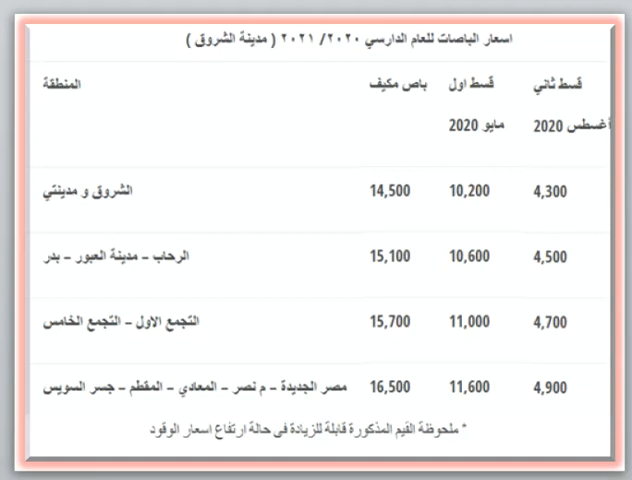 اسعار الباصات للعام الدارسي ٢٠٢٠/ ٢٠٢١ ( مدينة الشروق )
المنطقة باص مكيف قسط اول قسط ثاني
مايو 2020 أغسطس 2020
الشروق و مدينتي 14,500 10,200 4,300
الرحاب – مدينة العبور – بدر 15,100 10,600 4,500
التجمع الاول – التجمع الخامس 15,700 11,000 4,700
مصر الجديدة – م نصر – المعادي – المقطم – جسر السويس 16,500 11,600 4,900
* ملحوظة القيم المذكورة قابلة للزيادة فى حالة ارتفاع اسعار الوقود